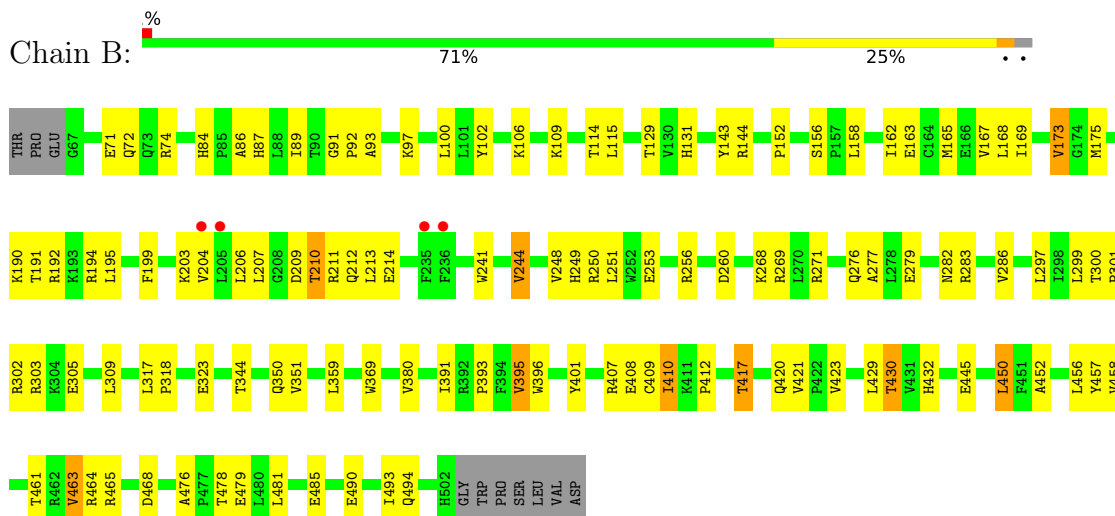 %
Chain B:
71% 25% • •
THR PRO GLU G67 E71 Q72 Q73 R74 H84 P85 A86 H87 L88 I89 T90 G91 P92 A93 K97 L100 L101 Y102 K106 K109 T114 L115 T129 V130 H131 Y143 R144 P152 S156 P157 L158 I162 E163 C164 M165 E166 V167 L168 I169 V173 G174 M175
K190 T191 R192 K193 R194 L195 F199 K203 V204 L205 L206 L207 G208 D209 T210 R211 Q212 L213 E214 F235 F236 W241 V244 V248 H249 R250 L251 W252 E253 R256 D260 K268 R269 L270 R271 Q276 A277 L278 E279 N282 R283 V286 L297 I298 L299 T300
R302 R303 K304 E305 L309 L317 P318 E323 T344 Q350 V351 L359 W369 V380 I391 R392 P393 F394 V395 W396 Y401 R407 E408 C409 I410 K411 P412 T417 Q420 V421 P422 V423 L429 T430 V431 H432 E445 L450 F451 A452 L456 Y457
T461 R462 V463 R464 R465 D468 A476 P477 T478 E479 L480 L481 E485 E490 I493 Q494 H502 GLY TRP PRO SER LEU VAL ASP